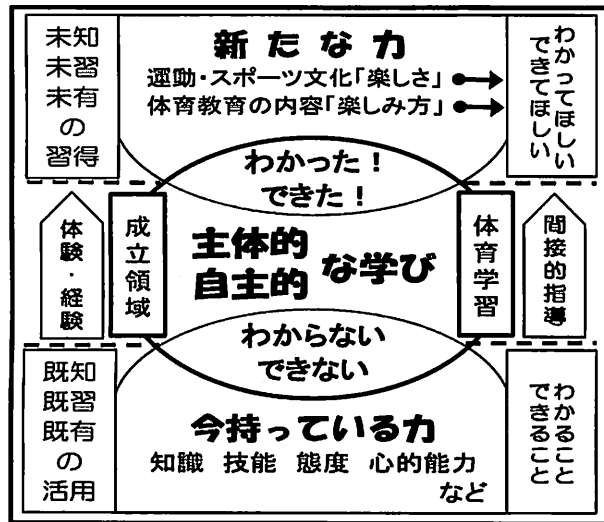 未知
未習
未有
の
習得
新たな力
運動・スポーツ文化「楽しさ」
体育教育の内容「楽しみ方」
わかってほしい
できてほしい
わかった！
できた！
体験・経験
成立領域
主体的
自主的
な学び
体育学習
間接的指導
わからない
できない
既知
既習
既有
の
活用
今持っている力
知識 技能 態度 心的能力
など
わかること
できること